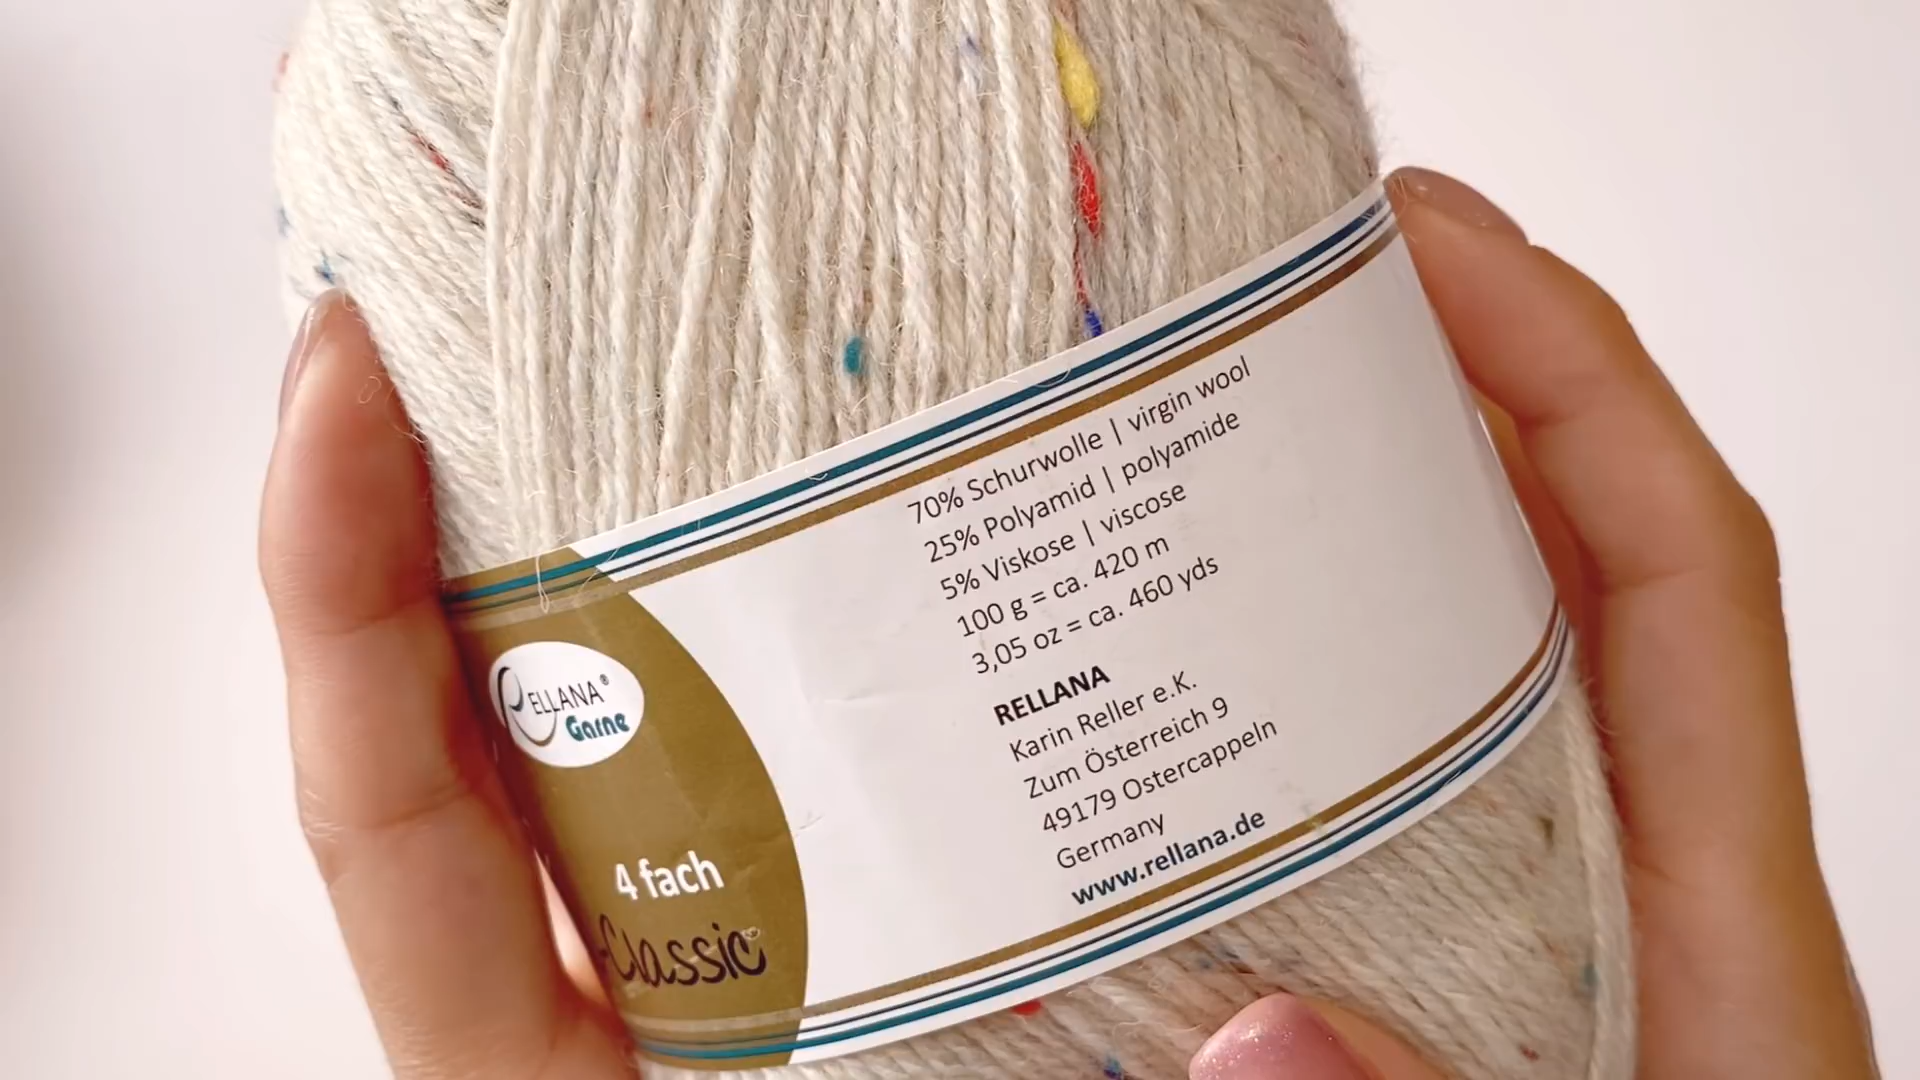 70% Schurwolle | virgin wool
25% Polyamid | polyamide
5% Viskose | viscose
100 g = ca. 420 m
3,05 oz = ca. 460 yds
RELLANA
Karin Reller e.K.
Zum Österreich 9
49179 Ostercappeln
Germany
www.rellana.de
RELLANA®
Garne
4 fach
-Classic